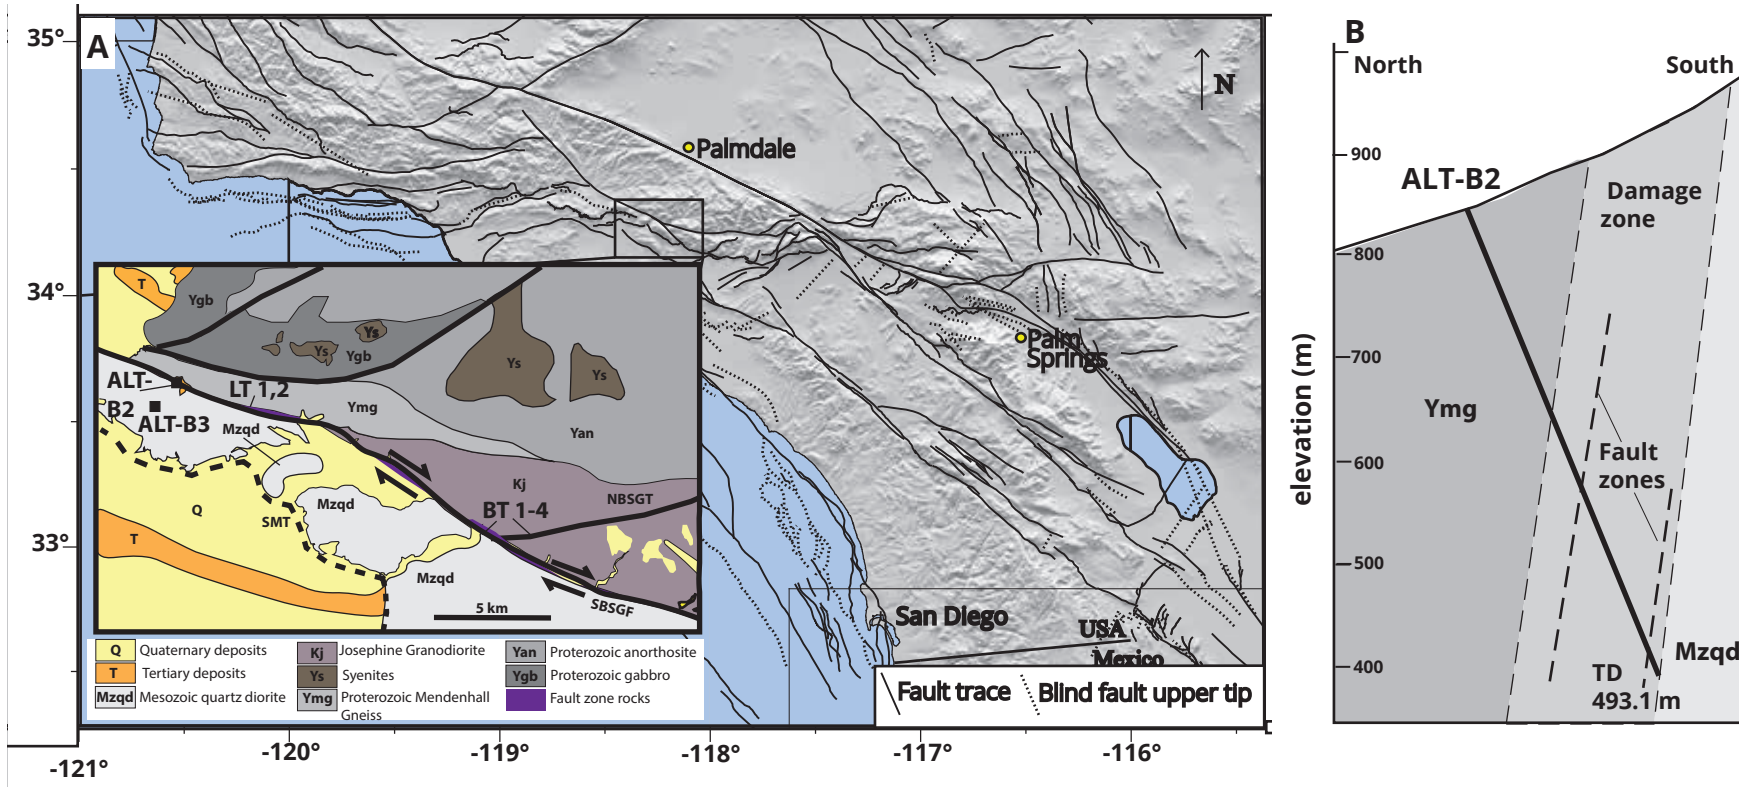 A
35°
34°
33°
-121°
-120°
-119°
-118°
-117°
-116°
N
Palmdale
Palm
Springs
San Diego
USA
Mexico
Fault trace
Blind fault upper tip
T
Ygb
Ys
Ys
Ygb
Ys
Ys
ALT-
B2
LT 1,2
ALT-B3
Mzqd
Ymg
Yan
Kj
NBSGT
BT 1-4
Mzqd
Q
SMT
T
Mzqd
5 km
SBSGF
Q Quaternary deposits
T Tertiary deposits
Mzqd Mesozoic quartz diorite
Kj Josephine Granodiorite
Ys Syenites
Ymg Proterozoic Mendenhall
Gneiss
Yan Proterozoic anorthosite
Ygb Proterozoic gabbro
Fault zone rocks
B
North
South
900
800
700
600
500
400
elevation (m)
ALT-B2
Damage
zone
Ymg
Fault
zones
Mzqd
TD
493.1 m